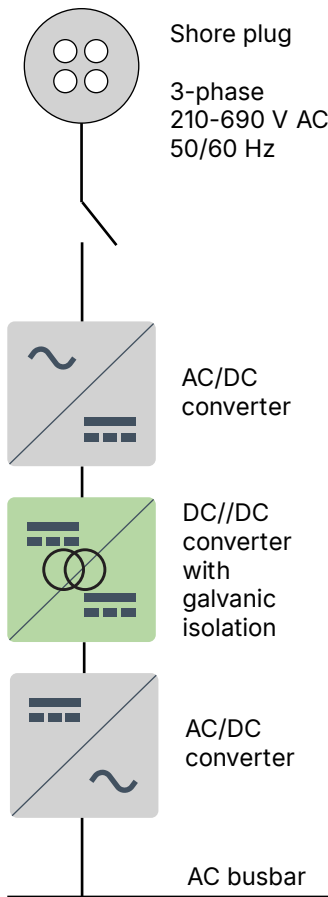 Shore plug
3-phase
210-690 V AC
50/60 Hz
AC/DC
converter
DC//DC
converter
with
galvanic
isolation
AC/DC
converter
AC busbar